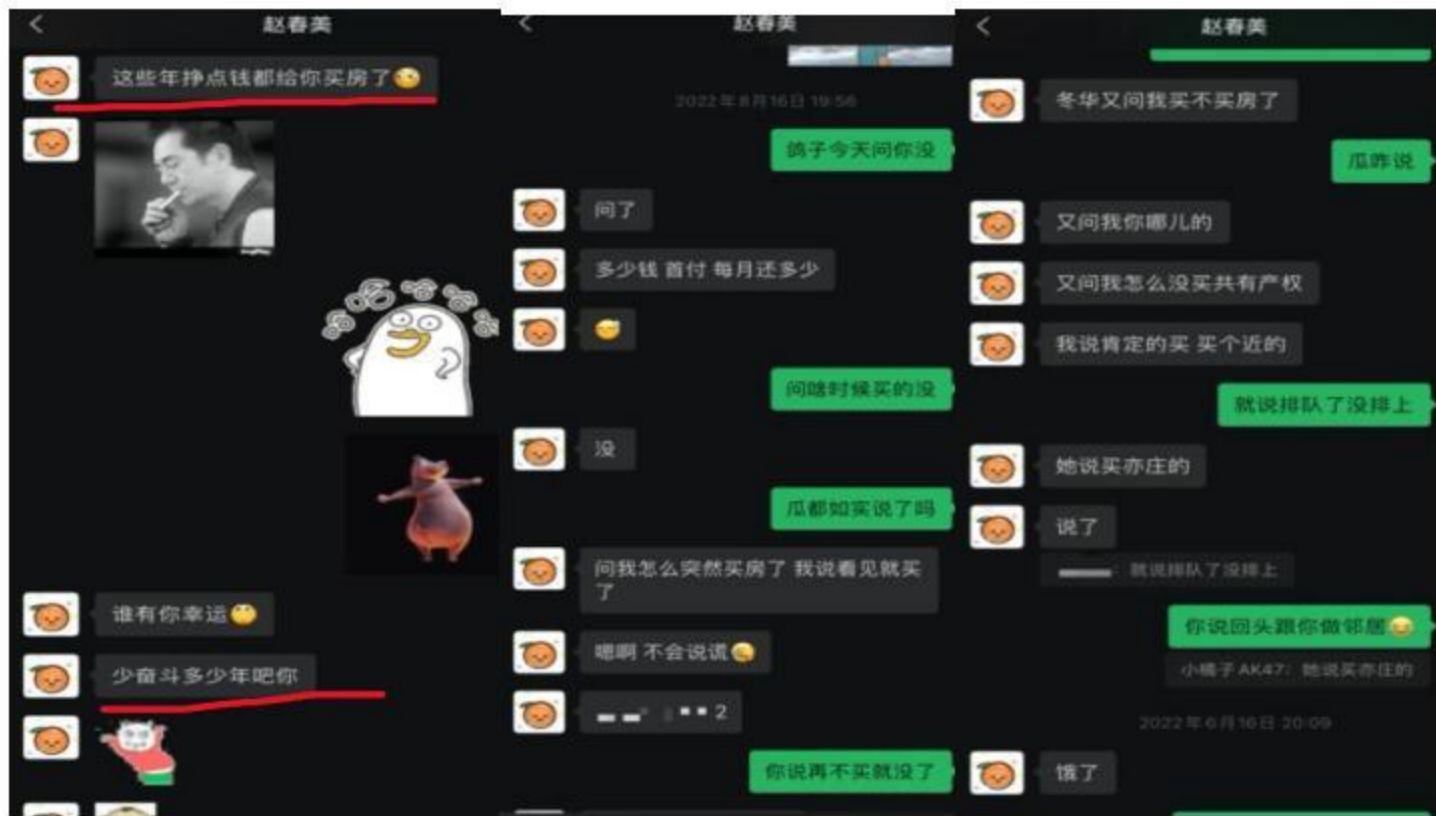 赵春美
这些年挣点钱都给你买房了
谁有你幸运
少奋斗多少年吧你
赵春美
2022年8月16日 19:56
鸽子今天问你没
问了
多少钱 首付 每月还多少
问啥时候买的没
没
瓜都如实说了吗
问我怎么突然买房了 我说看见就买
了
嗯啊 不会说谎
2
你说再不买就没了
赵春美
冬华又问我买不买房了
瓜咋说
又问我你哪儿的
又问我怎么没买共有产权
我说肯定的买 买个近的
就说排队了没排上
她说买亦庄的
说了
就说排队了没排上
你说回头跟你做邻居
小橘子 AK47: 她说买亦庄的
2022年6月16日 20:09
饿了